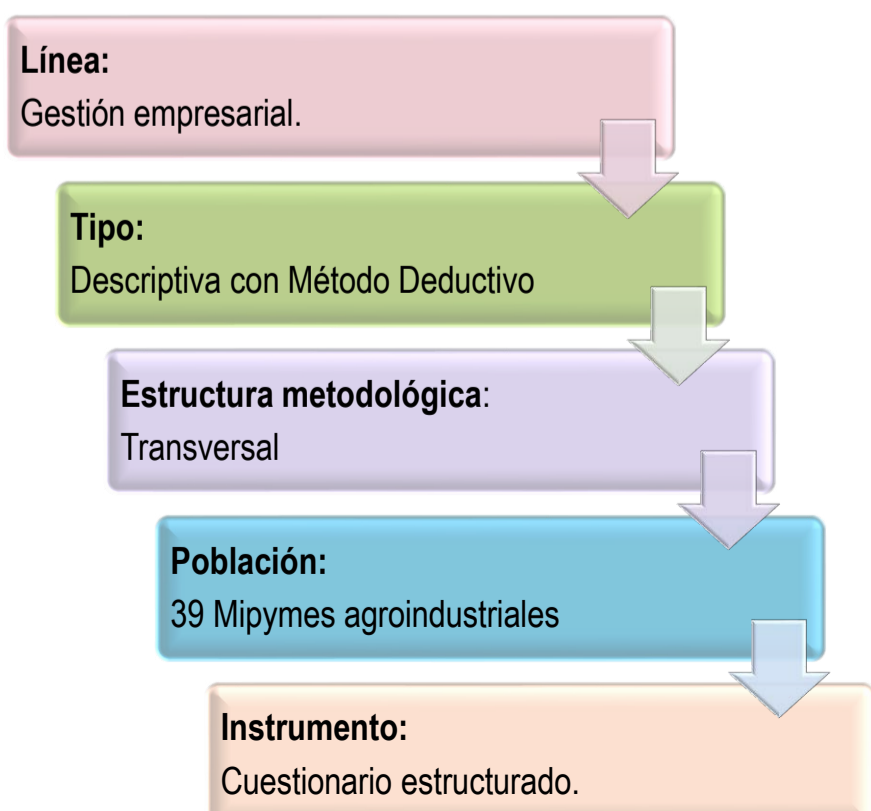 Línea:
Gestión empresarial.
Tipo:
Descriptiva con Método Deductivo
Estructura metodológica:
Transversal
Población:
39 Mipymes agroindustriales
Instrumento:
Cuestionario estructurado.